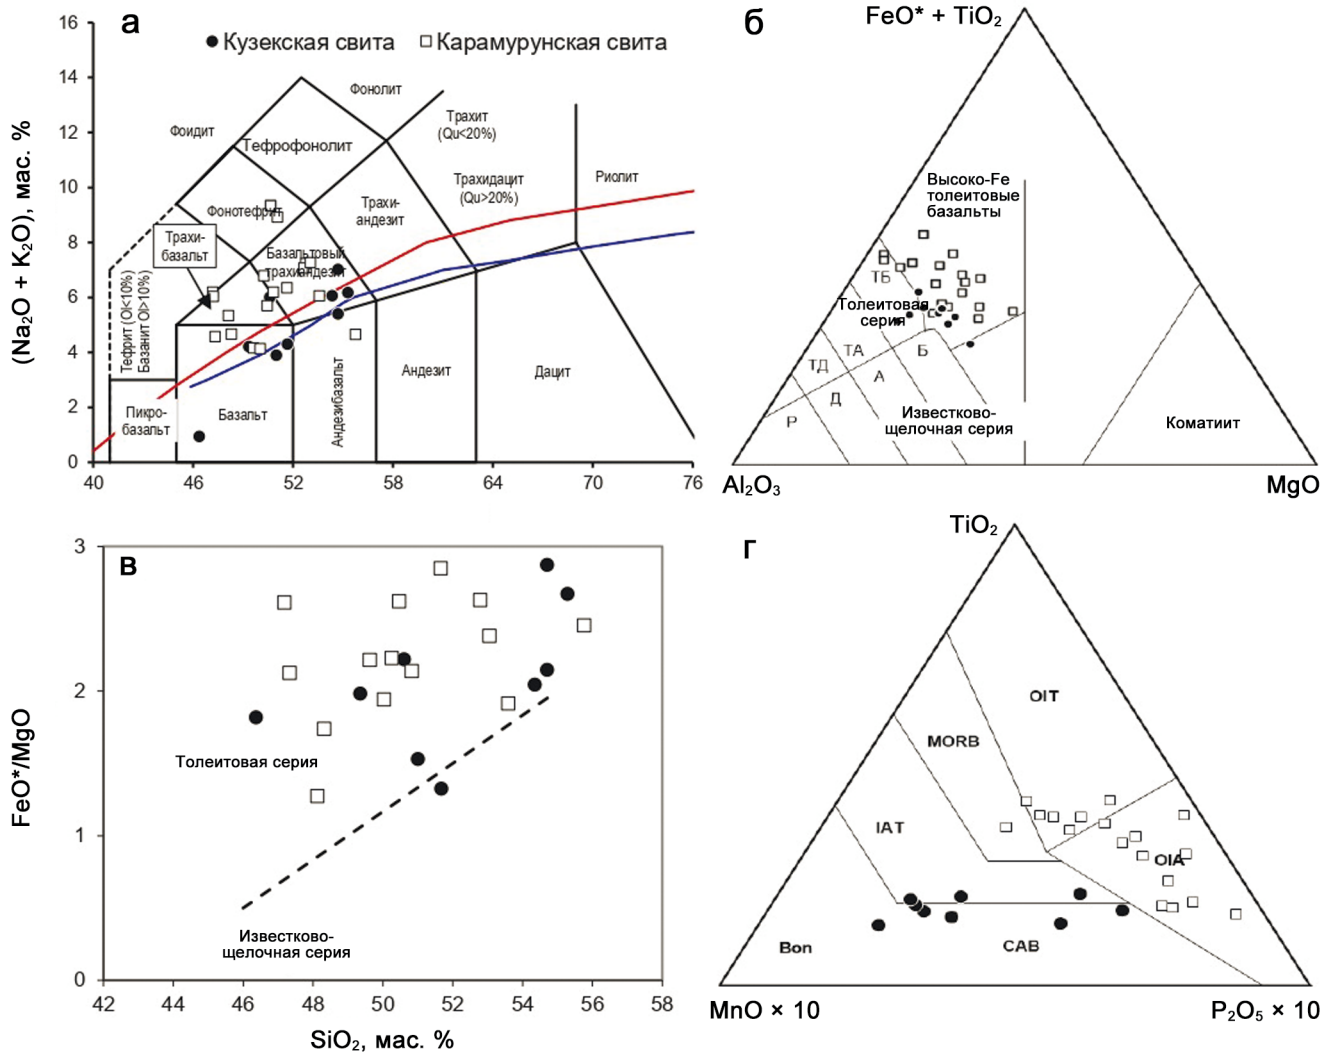 а
● Кузекская свита □ Карамурунская свита
(Na2O + K2O), мас. %
16
14
12
10
8
6
4
2
0
40 46 52 58 64 70 76
Фонолит
Фоидит
Тефрофонолит
Трахит
(Qu<20%)
Фонотефрит
Трахи-
андезит
Трахидацит
(Qu>20%)
Риолит
Трахи-
базальт
Базальтовый
трахиандезит
Тефрит (Ol<10%)
Базанит Ol>10%)
Пикро-
базальт
Базальт
Андезибазальт
Андезит
Дацит
б
FeO* + TiO2
Высоко-Fe
толеитовые
базальты
ТБ
Толеитовая
серия
ТА
ТД
Б
А
Д
Р
Известково-
щелочная серия
Коматиит
Al2O3
MgO
в
FeO*/MgO
3
2
1
0
Толеитовая серия
Известково-
щелочная серия
42 44 46 48 50 52 54 56 58
SiO2, мас. %
г
TiO2
OIT
MORB
IAT
OIA
Bon
CAB
MnO × 10
P2O5 × 10